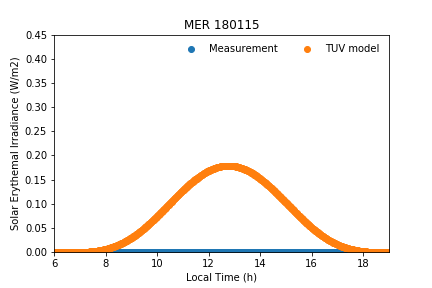 MER 180115
Measurement
TUV model
Solar Erythemal Irradiance (W/m2)
0.45
0.40
0.35
0.30
0.25
0.20
0.15
0.10
0.05
0.00
6 8 10 12 14 16 18
Local Time (h)